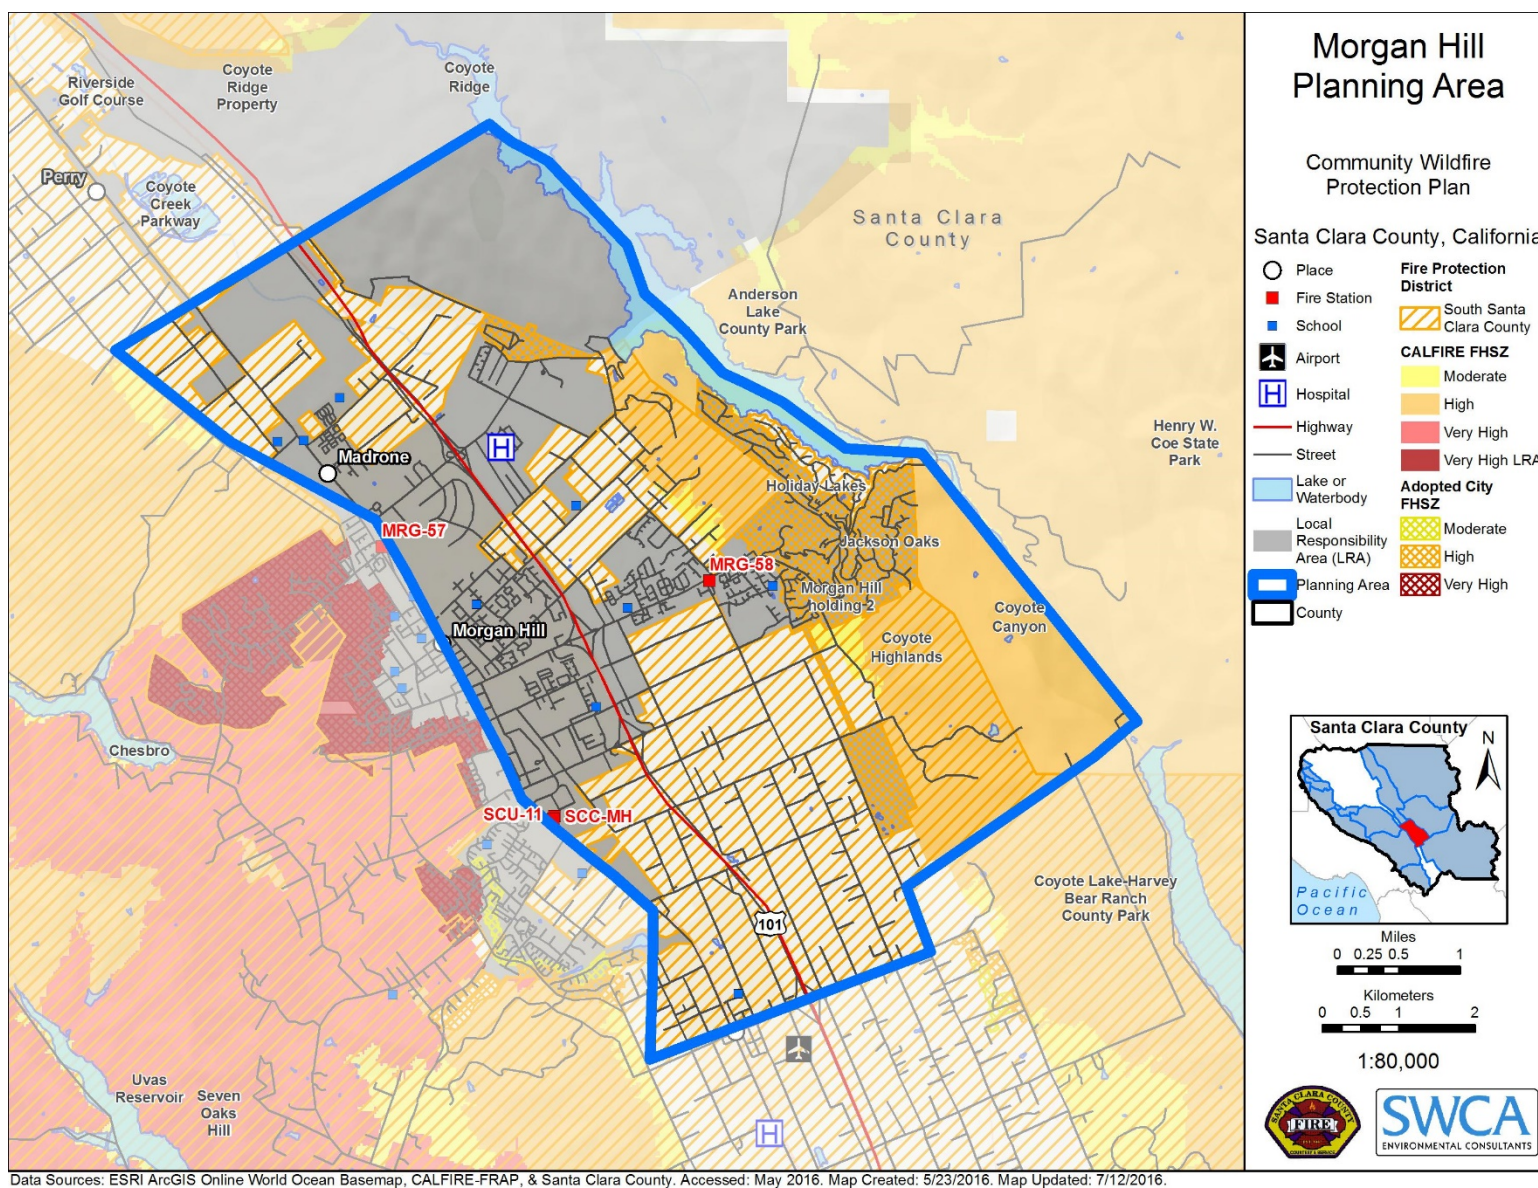 Morgan Hill
Planning Area
Community Wildfire
Protection Plan
Santa Clara County, California
Place
Fire Station
School
Airport
H
Hospital
Highway
Street
Lake or
Waterbody
Local
Responsibility
Area (LRA)
Planning Area
County
Fire Protection
District
South Santa
Clara County
CALFIRE FHSZ
Moderate
High
Very High
Very High LRA
Adopted City
FHSZ
Moderate
High
Very High
Riverside
Golf Course
Coyote
Ridge
Property
Coyote
Ridge
Perry
Coyote
Creek
Parkway
Santa Clara
County
Anderson
Lake
County Park
Henry W.
Coe State
Park
H
Madrone
Holiday Lakes
MRG-57
Jackson Oaks
MRG-58
Morgan Hill
holding 2
Coyote
Canyon
Morgan Hill
Coyote
Highlands
Chesbro
SCU-11
SCC-MH
Coyote Lake-Harvey
Bear Ranch
County Park
101
Uvas
Reservoir
Seven
Oaks
Hill
H
Santa Clara County
N
Pacific
Ocean
Miles
0 0.25 0.5 1
Kilometers
0 0.5 1 2
1:80,000
SANTA CLARA COUNTY
FIRE
COURTESY & SERVICE
SWCA
ENVIRONMENTAL CONSULTANTS
Data Sources: ESRI ArcGIS Online World Ocean Basemap, CALFIRE-FRAP, & Santa Clara County. Accessed: May 2016. Map Created: 5/23/2016. Map Updated: 7/12/2016.